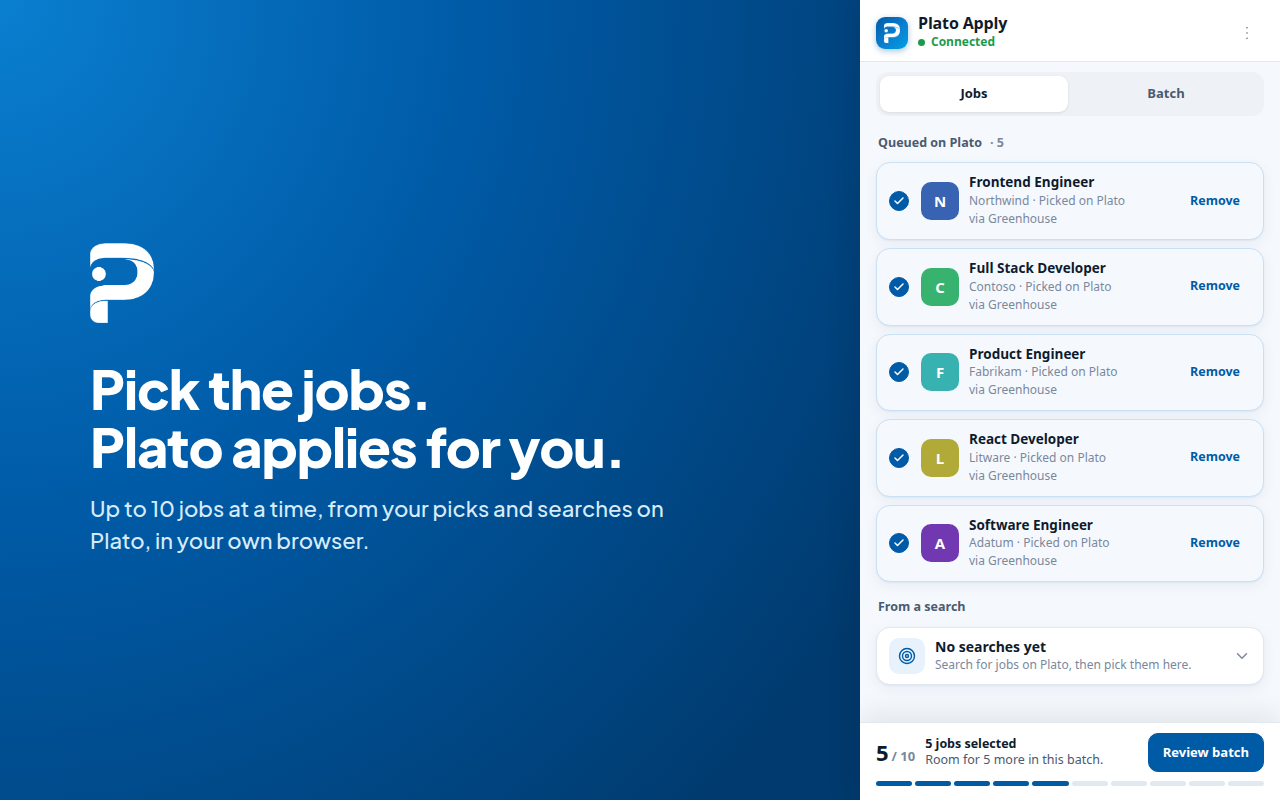 Pick the jobs.
Plato applies for you.
Up to 10 jobs at a time, from your picks and searches on
Plato, in your own browser.
Plato Apply
Connected
Jobs
Batch
Queued on Plato · 5
N
Frontend Engineer
Northwind · Picked on Plato
via Greenhouse
Remove
C
Full Stack Developer
Contoso · Picked on Plato
via Greenhouse
Remove
F
Product Engineer
Fabrikam · Picked on Plato
via Greenhouse
Remove
L
React Developer
Litware · Picked on Plato
via Greenhouse
Remove
A
Software Engineer
Adatum · Picked on Plato
via Greenhouse
Remove
From a search
No searches yet
Search for jobs on Plato, then pick them here.
5 / 10
5 jobs selected
Room for 5 more in this batch.
Review batch